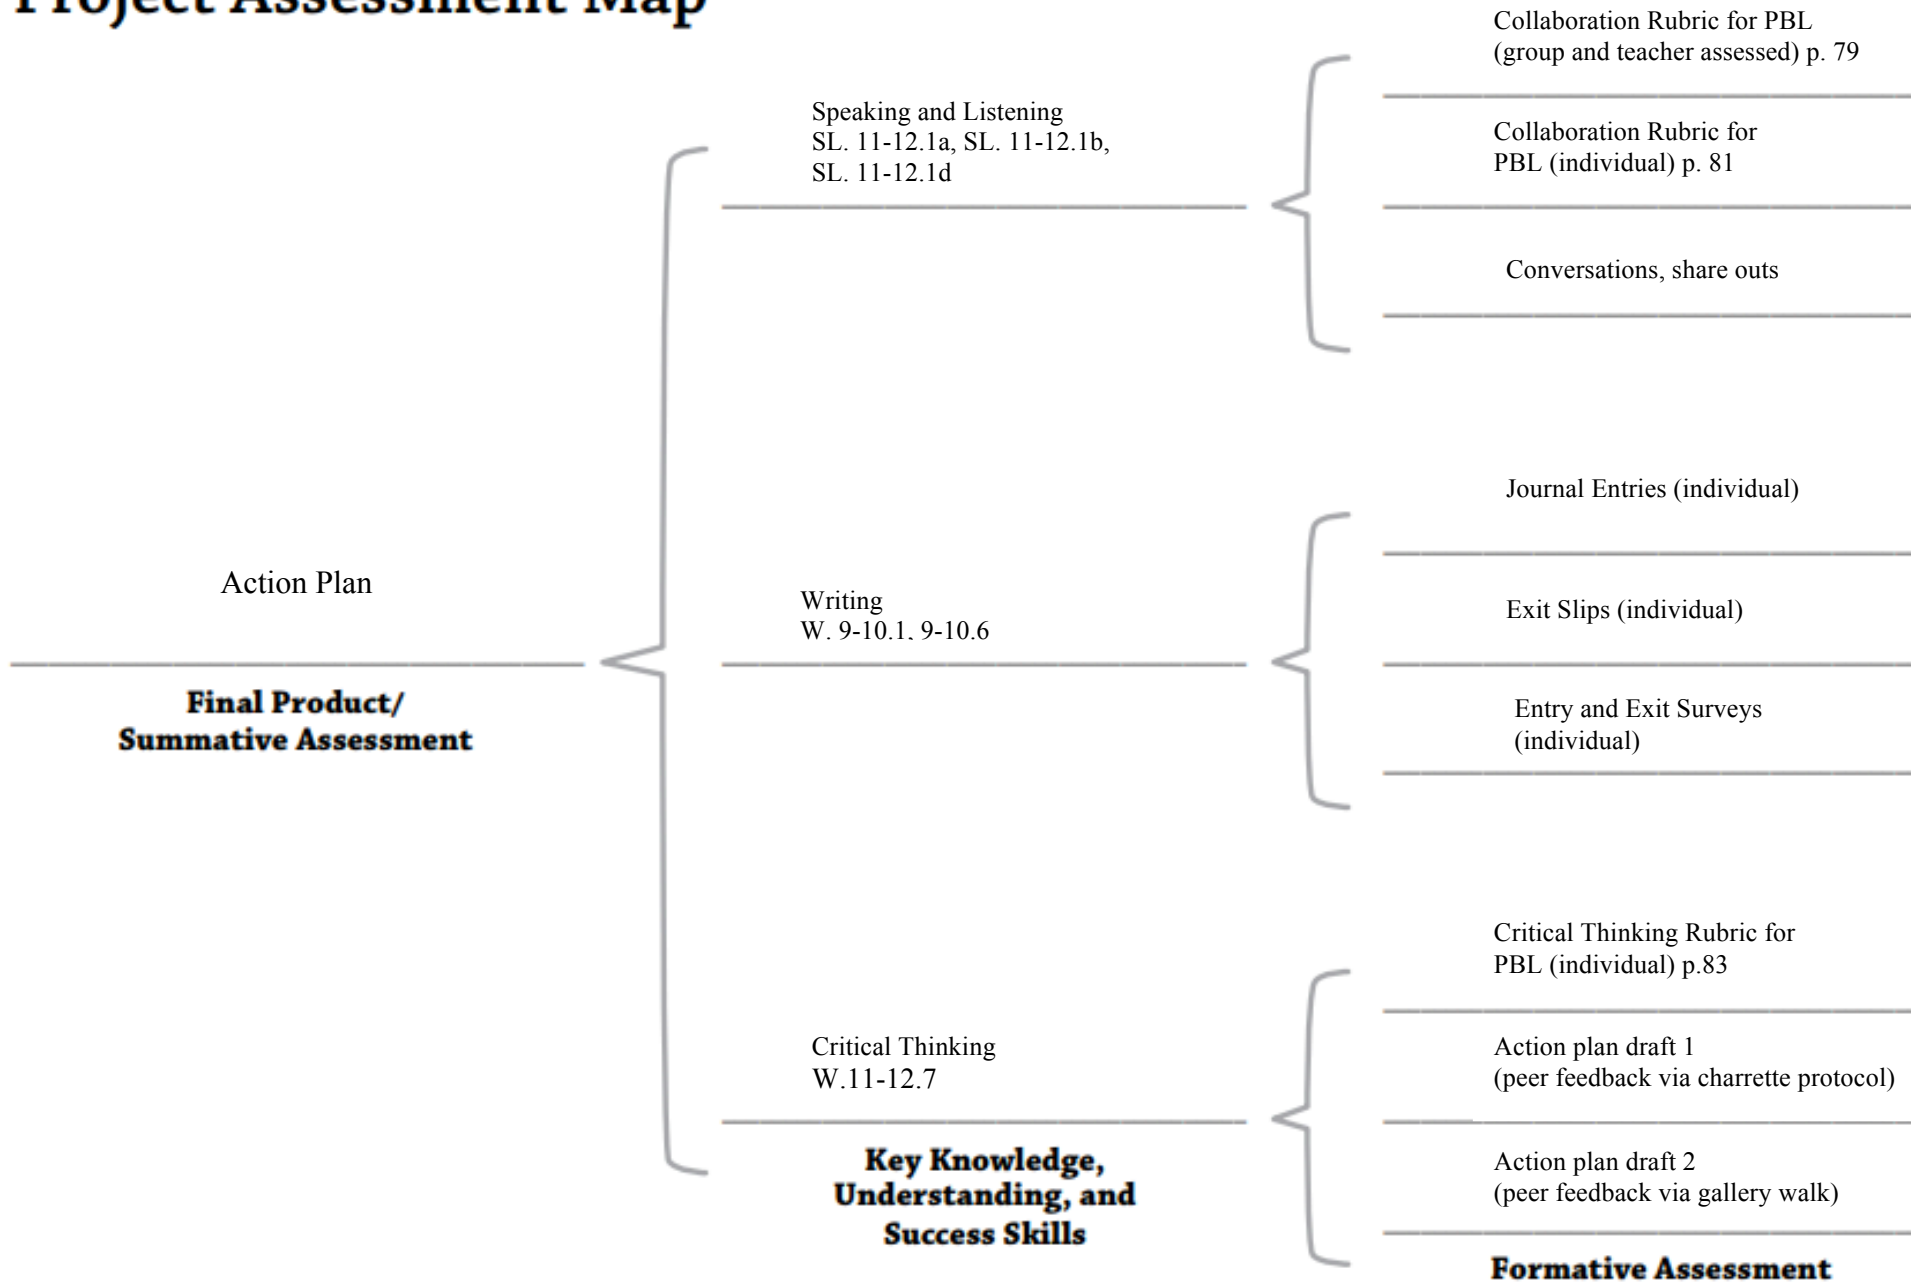 Project Assessment Map
Action Plan
Final Product/
Summative Assessment
Speaking and Listening
SL. 11-12.1a, SL. 11-12.1b,
SL. 11-12.1d
Writing
W. 9-10.1, 9-10.6
Critical Thinking
W.11-12.7
Key Knowledge,
Understanding, and
Success Skills
Collaboration Rubric for PBL
(group and teacher assessed) p. 79
Collaboration Rubric for
PBL (individual) p. 81
Conversations, share outs
Journal Entries (individual)
Exit Slips (individual)
Entry and Exit Surveys
(individual)
Critical Thinking Rubric for
PBL (individual) p.83
Action plan draft 1
(peer feedback via charrette protocol)
Action plan draft 2
(peer feedback via gallery walk)
Formative Assessment